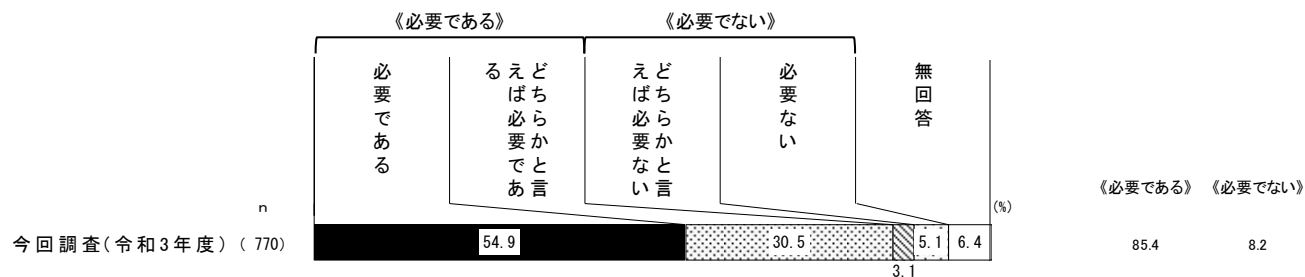 《必要である》 《必要でない》
必要である
どちらかと言えば必要である
どちらかと言えば必要ない
必要ない
無回答
《必要である》 《必要でない》
n (%)
今回調査(令和3年度) ( 770) 54.9 30.5 5.1 6.4 85.4 8.2
3.1